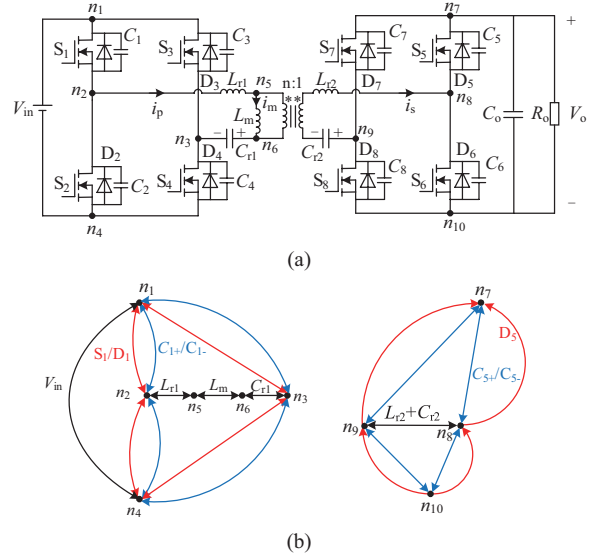 n1 n7
S1 C1 S3 C3 S7 C7 S5 C5 +
D3 Lr1 n5 n:1 Lr2 D7 D5
n2 ip im ** is n8
Vin Lm Co Ro Vo
n3 − + Cr1 n6 − + Cr2 n9
D2 D4 D8 D6
S2 C2 S4 C4 S8 C8 S6 C6
n4 n10 −
(a)
n1 n7
S1/D1 C1+/C1- D5
Vin C5+/C5-
n2 Lr1 Lm Cr1 n3 Lr2+Cr2
n5 n6 n9 n8
n4 n10
(b)